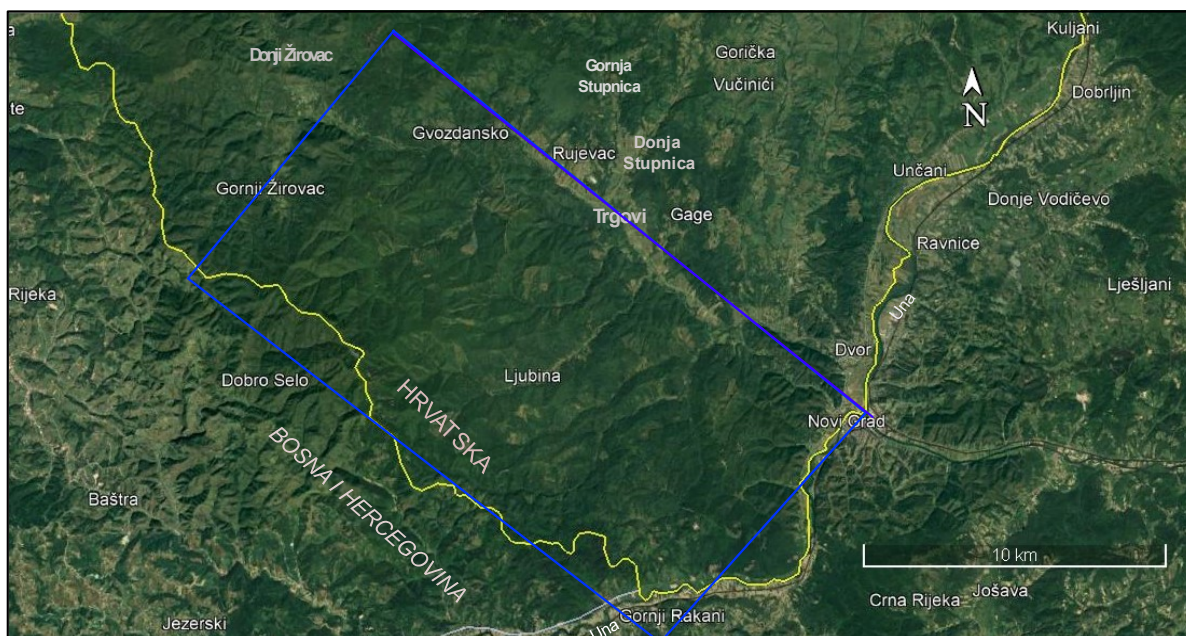 a
Kuljani
Donji Žirovac
Gornja
Stupnica
Gorička
Vučinići
Dobrljin
N
te
Gvozdansko
Rujevac
Donja
Stupnica
Unčani
Gornji Žirovac
Trgovi
Gage
Donje Vodičevo
Ravnice
Rijeka
Lješljani
Una
Dvor
Dobro Selo
Ljubina
HRVATSKA
Novi Grad
BOSNA I HERCEGOVINA
Baštra
10 km
Jošava
Crna Rijeka
Gornji Rakani
Jezerski
Una